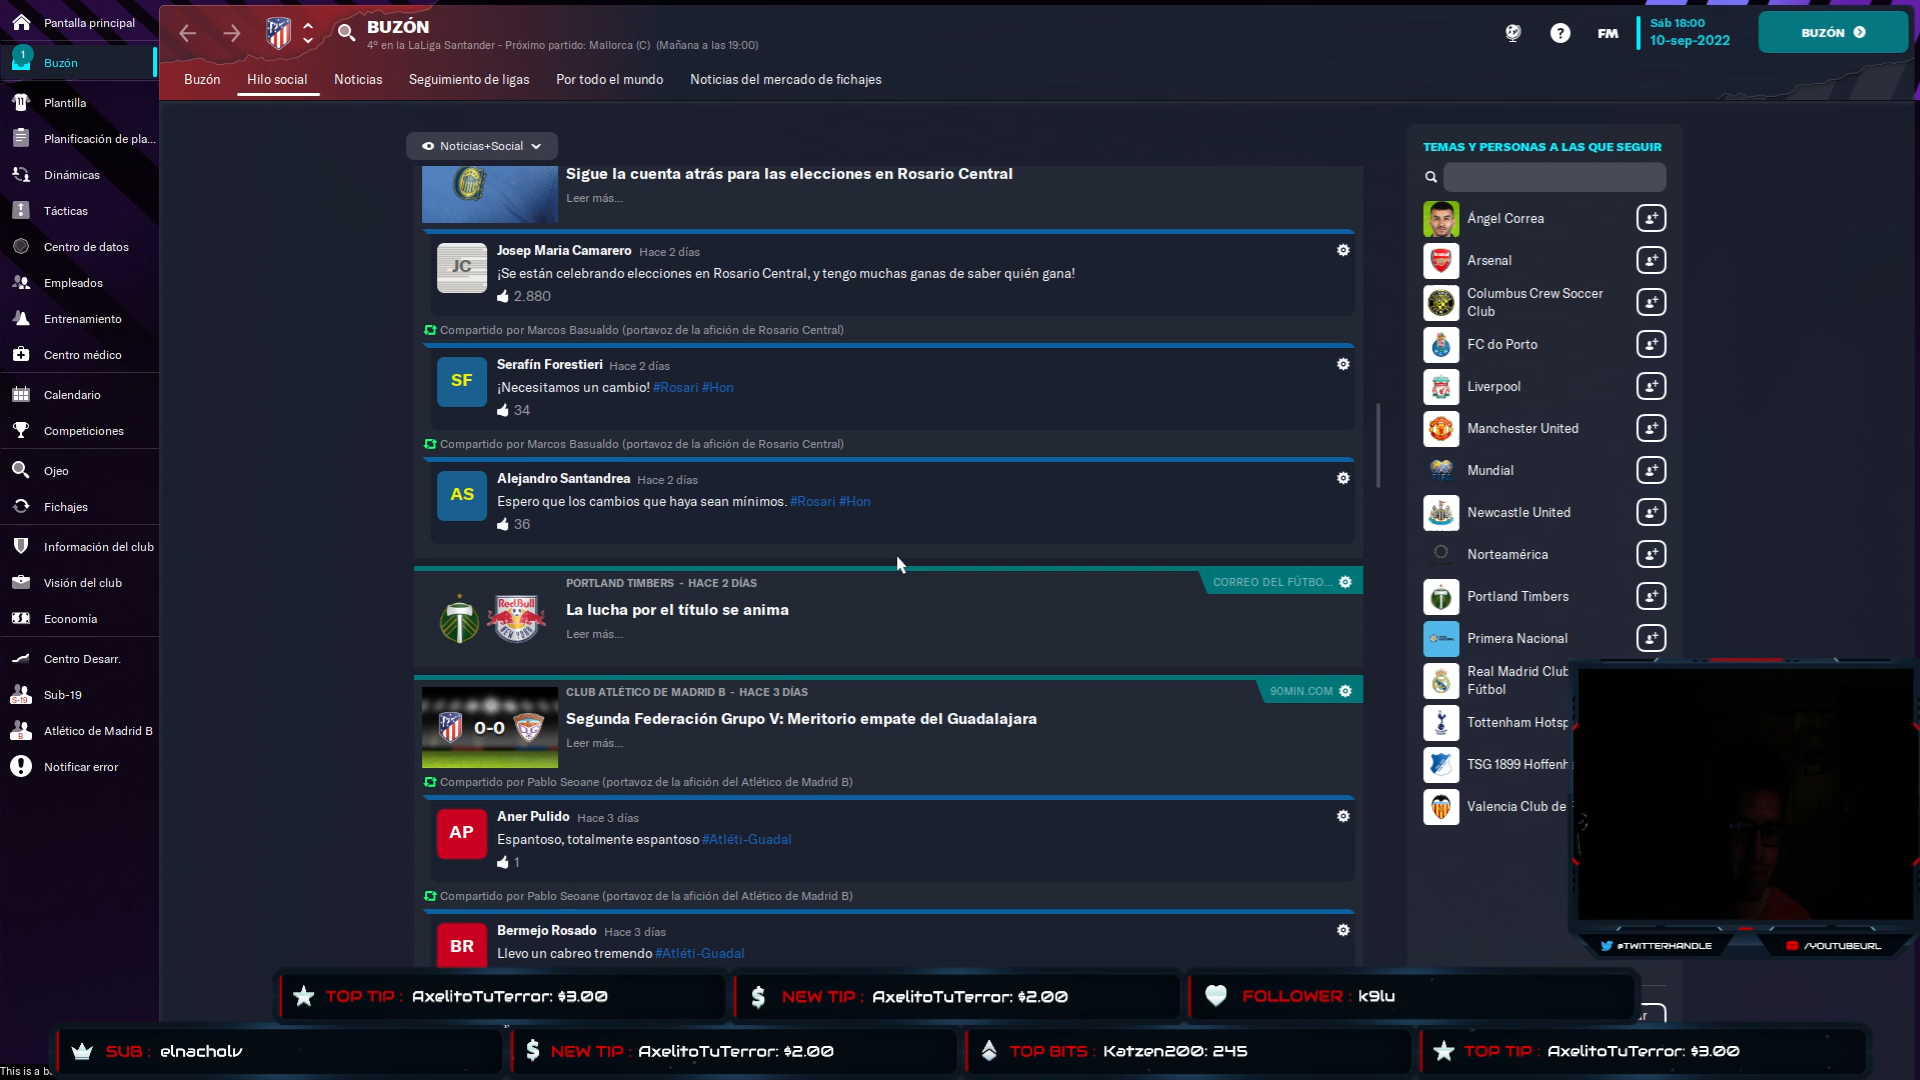 Pantalla principal
1
Buzón
Plantilla
Planificación de pla...
Dinámicas
Tácticas
Centro de datos
Empleados
Entrenamiento
Centro médico
Calendario
Competiciones
Ojeo
Fichajes
Información del club
Visión del club
Economía
Centro Desarr.
Sub-19
Atlético de Madrid B
Notificar error
BUZÓN
4º en la LaLiga Santander - Próximo partido: Mallorca (C) (Mañana a las 19:00)
FM
Sáb 18:00
10-sep-2022
BUZÓN
Buzón
Hilo social
Noticias
Seguimiento de ligas
Por todo el mundo
Noticias del mercado de fichajes
Noticias+Social
Sigue la cuenta atrás para las elecciones en Rosario Central
Leer más...
JC
Josep Maria Camarero Hace 2 días
¡Se están celebrando elecciones en Rosario Central, y tengo muchas ganas de saber quién gana!
2.880
Compartido por Marcos Basualdo (portavoz de la afición de Rosario Central)
SF
Serafín Forestieri Hace 2 días
¡Necesitamos un cambio! #Rosari #Hon
34
Compartido por Marcos Basualdo (portavoz de la afición de Rosario Central)
AS
Alejandro Santandrea Hace 2 días
Espero que los cambios que haya sean mínimos. #Rosari #Hon
36
PORTLAND TIMBERS - HACE 2 DÍAS
CORREO DEL FÚTBO...
La lucha por el título se anima
Leer más...
CLUB ATLÉTICO DE MADRID B - HACE 3 DÍAS
90MIN.COM
0-0
Segunda Federación Grupo V: Meritorio empate del Guadalajara
Leer más...
Compartido por Pablo Seoane (portavoz de la afición del Atlético de Madrid B)
AP
Aner Pulido Hace 3 días
Espantoso, totalmente espantoso #Atléti-Guadal
1
Compartido por Pablo Seoane (portavoz de la afición del Atlético de Madrid B)
BR
Bermejo Rosado Hace 3 días
Llevo un cabreo tremendo #Atléti-Guadal
TEMAS Y PERSONAS A LAS QUE SEGUIR
Ángel Correa
Arsenal
Columbus Crew Soccer
Club
FC do Porto
Liverpool
Manchester United
Mundial
Newcastle United
Norteamérica
Portland Timbers
Primera Nacional
Real Madrid Club
Fútbol
Tottenham Hotsp
TSG 1899 Hoffenh
Valencia Club de
@TWITTERHANDLE
/YOUTUBEURL
TOP TIP : AxelitoTuTerror: $3.00
NEW TIP : AxelitoTuTerror: $2.00
FOLLOWER : k9lu
SUB : elnacholv
NEW TIP : AxelitoTuTerror: $2.00
TOP BITS : Katzen200: 245
TOP TIP : AxelitoTuTerror: $3.00
This is a b